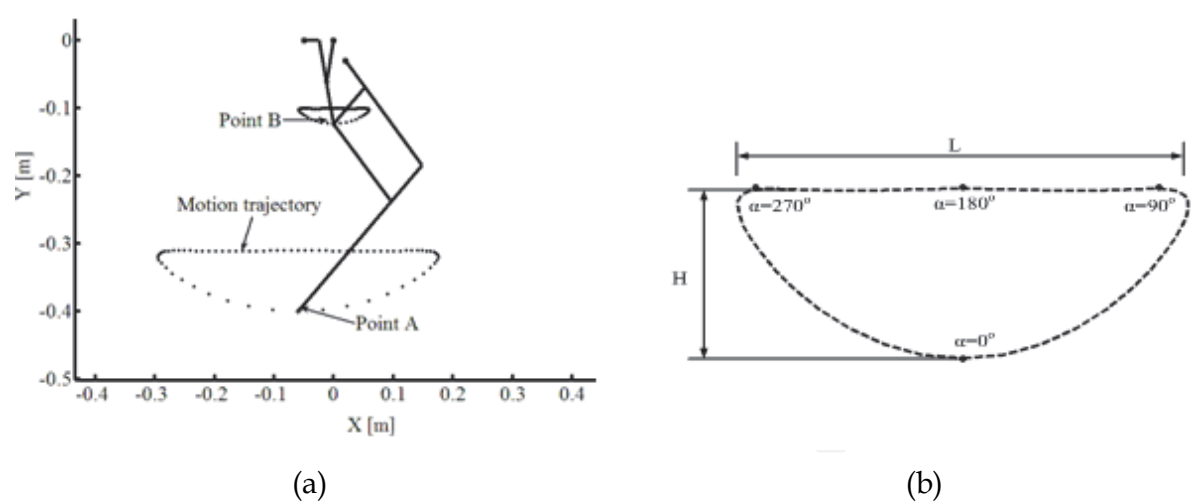 0
-0.1
Point B
-0.2
Y [m]
Motion trajectory
-0.3
-0.4
Point A
-0.5
-0.4 -0.3 -0.2 -0.1 0 0.1 0.2 0.3 0.4
X [m]
(a)
L
α=270° α=180° α=90°
H
α=0°
(b)